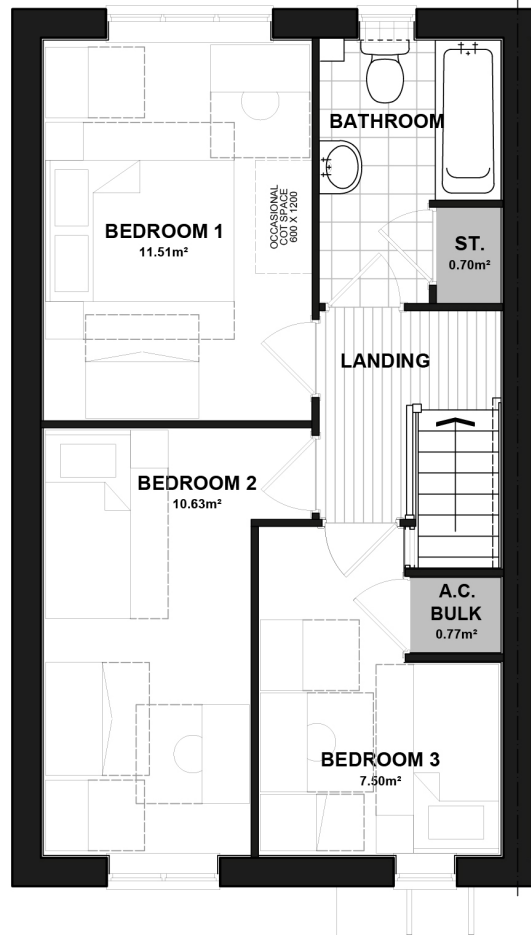 BATHROOM
BEDROOM 1
11.51m²
OCCASIONAL
COT SPACE
600 X 1200
ST.
0.70m²
LANDING
BEDROOM 2
10.63m²
A.C.
BULK
0.77m²
BEDROOM 3
7.50m²